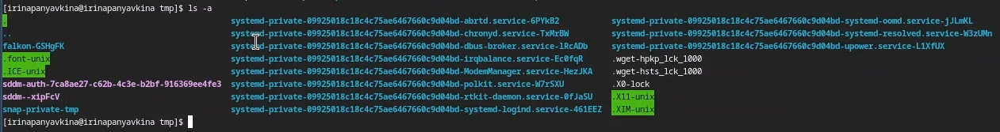 [irinapanyavkina@irinapanyavkina tmp]$ ls -a
. systemd-private-09925018c18c4c75ae6467660c9d04bd-abrtd.service-6PYkB2 systemd-private-09925018c18c4c75ae6467660c9d04bd-systemd-oomd.service-jJLmKL
.. systemd-private-09925018c18c4c75ae6467660c9d04bd-chronyd.service-TxMrBW systemd-private-09925018c18c4c75ae6467660c9d04bd-systemd-resolved.service-W3zUMn
falkon-GSHgFK systemd-private-09925018c18c4c75ae6467660c9d04bd-dbus-broker.service-lRcADb systemd-private-09925018c18c4c75ae6467660c9d04bd-upower.service-L1XfUX
.font-unix systemd-private-09925018c18c4c75ae6467660c9d04bd-irqbalance.service-Ec0fqR .wget-hpkp_lck_1000
.ICE-unix systemd-private-09925018c18c4c75ae6467660c9d04bd-ModemManager.service-HezJKA .wget-hsts_lck_1000
sddm-auth-7ca8ae27-c62b-4c3e-b2bf-916369ee4fe3 systemd-private-09925018c18c4c75ae6467660c9d04bd-polkit.service-W7rSXU .X0-lock
sddm--xipFcV systemd-private-09925018c18c4c75ae6467660c9d04bd-rtkit-daemon.service-0fJaSU .X11-unix
snap-private-tmp systemd-private-09925018c18c4c75ae6467660c9d04bd-systemd-logind.service-461EEZ .XIM-unix
[irinapanyavkina@irinapanyavkina tmp]$